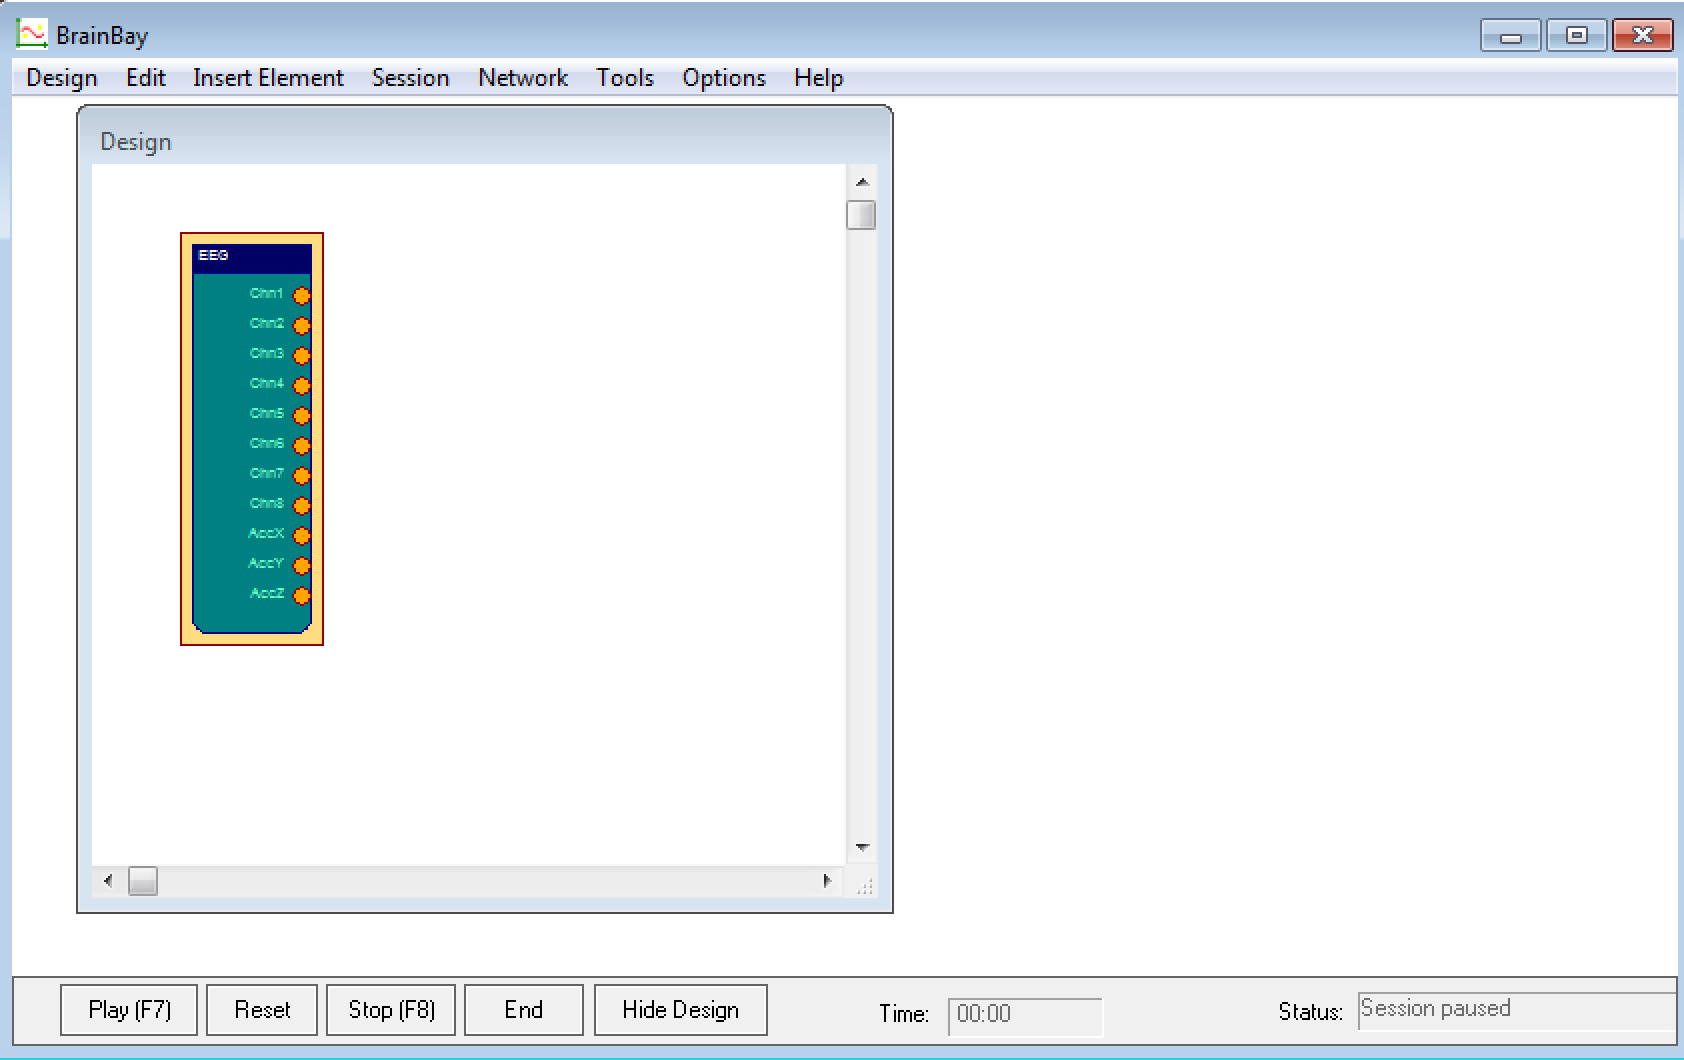 BrainBay
Design Edit Insert Element Session Network Tools Options Help
Design
EEG
Chn1
Chn2
Chn3
Chn4
Chn5
Chn6
Chn7
Chn8
AccX
AccY
AccZ
Play (F7) Reset Stop (F8) End Hide Design Time: 00:00 Status: Session paused